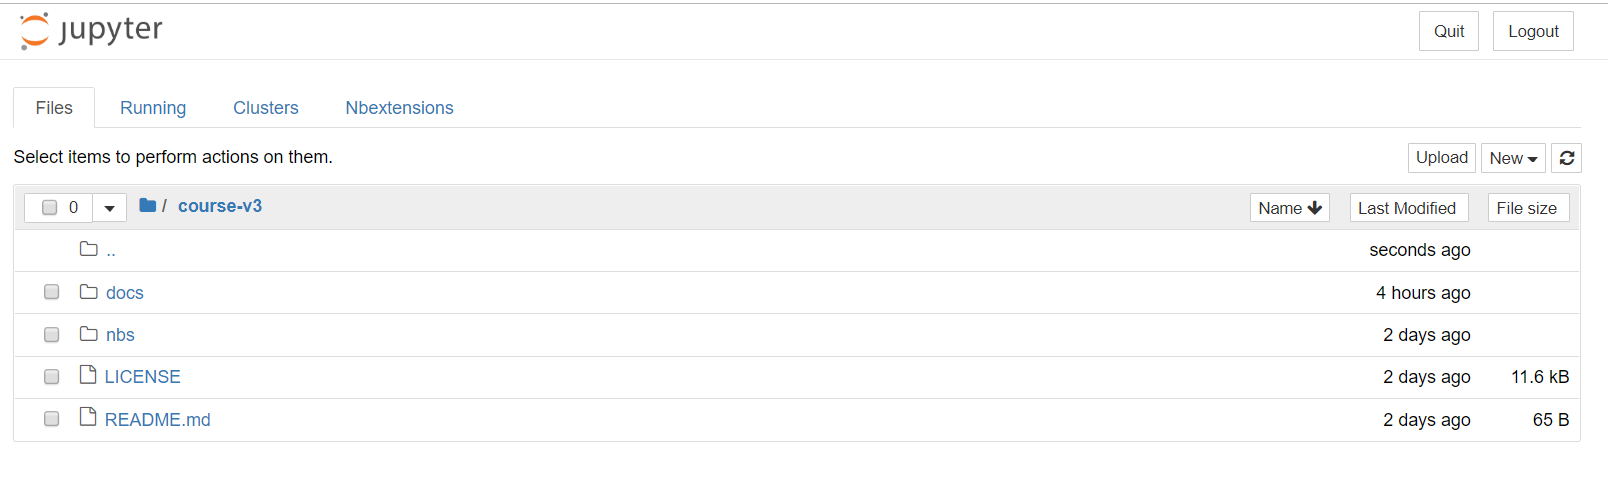 jupyter Quit Logout
Files Running Clusters Nbextensions
Select items to perform actions on them. Upload New
0 / course-v3 Name Last Modified File size
.. seconds ago
docs 4 hours ago
nbs 2 days ago
LICENSE 2 days ago 11.6 kB
README.md 2 days ago 65 B